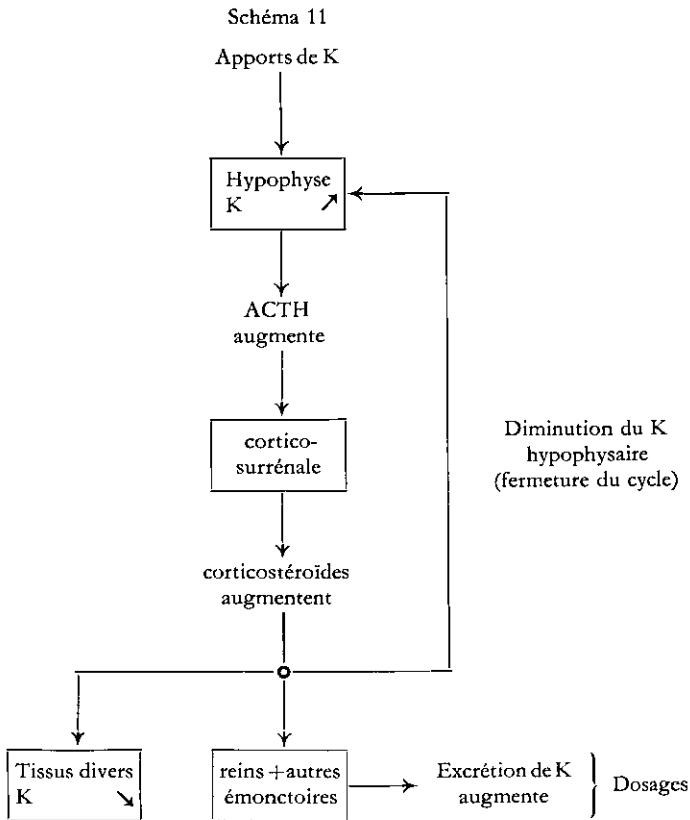 Schéma 11
Apports de K
Hypophyse
K ↗
ACTH
augmente
cortico-
surrénale
Diminution du K
hypophysaire
(fermeture du cycle)
corticostéroïdes
augmentent
Tissus divers
K ↘
reins + autres
émonctoires
Excrétion de K
augmente
Dosages